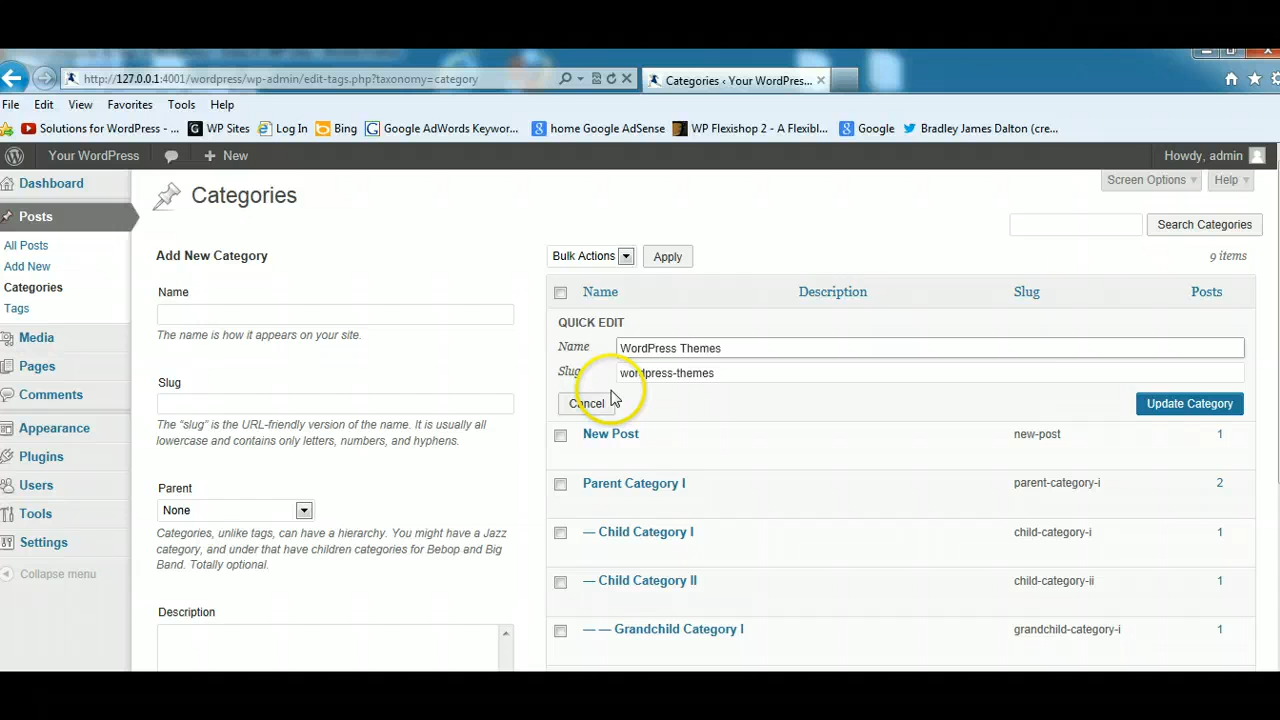 http://127.0.0.1:4001/wordpress/wp-admin/edit-tags.php?taxonomy=category
Categories ‹ Your WordPres...
File Edit View Favorites Tools Help
Solutions for WordPress - ... WP Sites Log In Bing Google AdWords Keywor... home Google AdSense WP Flexishop 2 - A Flexibl... Google Bradley James Dalton (cre...
Your WordPress + New Howdy, admin
Dashboard
Posts
All Posts
Add New
Categories
Tags
Media
Pages
Comments
Appearance
Plugins
Users
Tools
Settings
Collapse menu
Screen Options Help
Categories
Search Categories
Add New Category
Name
The name is how it appears on your site.
Slug
The “slug” is the URL-friendly version of the name. It is usually all
lowercase and contains only letters, numbers, and hyphens.
Parent
None
Categories, unlike tags, can have a hierarchy. You might have a Jazz
category, and under that have children categories for Bebop and Big
Band. Totally optional.
Description
Bulk Actions Apply 9 items
Name Description Slug Posts
QUICK EDIT
Name WordPress Themes
Slug wordpress-themes
Cancel Update Category
New Post new-post 1
Parent Category I parent-category-i 2
— Child Category I child-category-i 1
— Child Category II child-category-ii 1
— — Grandchild Category I grandchild-category-i 1